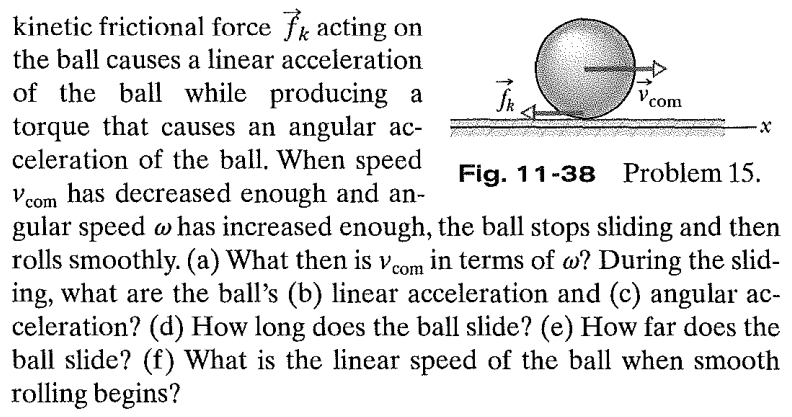 kinetic frictional force f⃗k acting on
the ball causes a linear acceleration
of the ball while producing a
torque that causes an angular ac-
celeration of the ball. When speed
vcom has decreased enough and an-
gular speed ω has increased enough, the ball stops sliding and then
rolls smoothly. (a) What then is vcom in terms of ω? During the slid-
ing, what are the ball's (b) linear acceleration and (c) angular ac-
celeration? (d) How long does the ball slide? (e) How far does the
ball slide? (f) What is the linear speed of the ball when smooth
rolling begins?
f⃗k
v⃗com
x
Fig. 11-38 Problem 15.